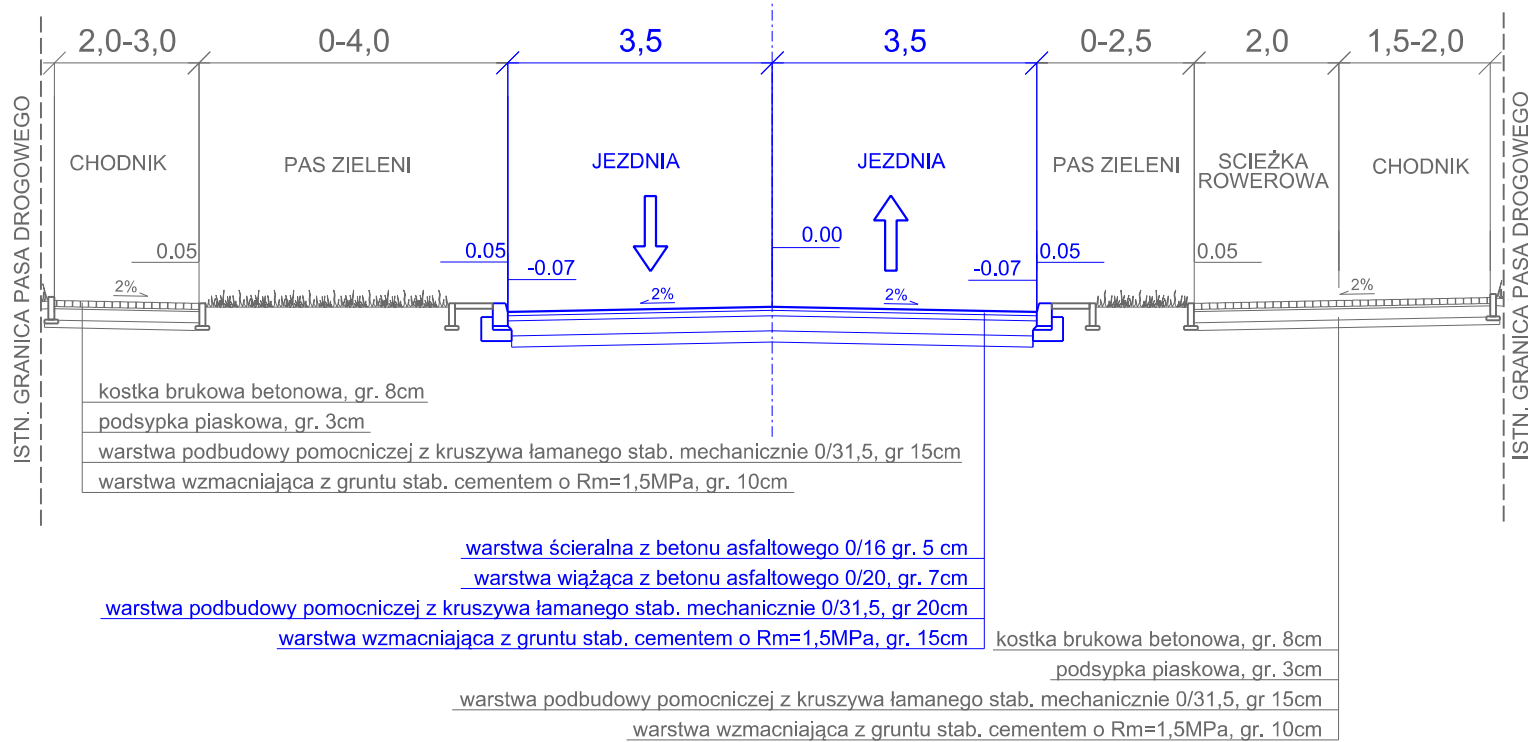 2,0-3,0
0-4,0
3,5
3,5
0-2,5
2,0
1,5-2,0
ISTN. GRANICA PASA DROGOWEGO
CHODNIK
PAS ZIELENI
JEZDNIA
JEZDNIA
PAS ZIELENI
SCIEŻKA
ROWEROWA
CHODNIK
ISTN. GRANICA PASA DROGOWEGO
0.05
0.05
-0.07
0.00
-0.07
0.05
0.05
2%
2%
2%
2%
kostka brukowa betonowa, gr. 8cm
podsypka piaskowa, gr. 3cm
warstwa podbudowy pomocniczej z kruszywa łamanego stab. mechanicznie 0/31,5, gr 15cm
warstwa wzmacniająca z gruntu stab. cementem o Rm=1,5MPa, gr. 10cm
warstwa ścieralna z betonu asfaltowego 0/16 gr. 5 cm
warstwa wiążąca z betonu asfaltowego 0/20, gr. 7cm
warstwa podbudowy pomocniczej z kruszywa łamanego stab. mechanicznie 0/31,5, gr 20cm
warstwa wzmacniająca z gruntu stab. cementem o Rm=1,5MPa, gr. 15cm
kostka brukowa betonowa, gr. 8cm
podsypka piaskowa, gr. 3cm
warstwa podbudowy pomocniczej z kruszywa łamanego stab. mechanicznie 0/31,5, gr 15cm
warstwa wzmacniająca z gruntu stab. cementem o Rm=1,5MPa, gr. 10cm